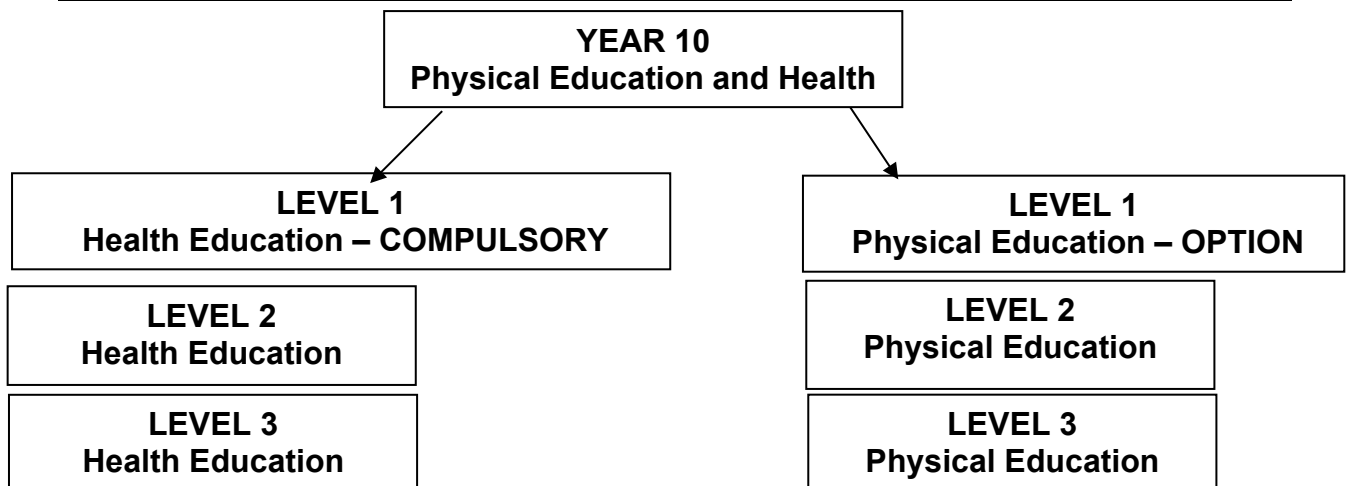 YEAR 10
Physical Education and Health
LEVEL 1
Health Education – COMPULSORY
LEVEL 1
Physical Education – OPTION
LEVEL 2
Health Education
LEVEL 2
Physical Education
LEVEL 3
Health Education
LEVEL 3
Physical Education